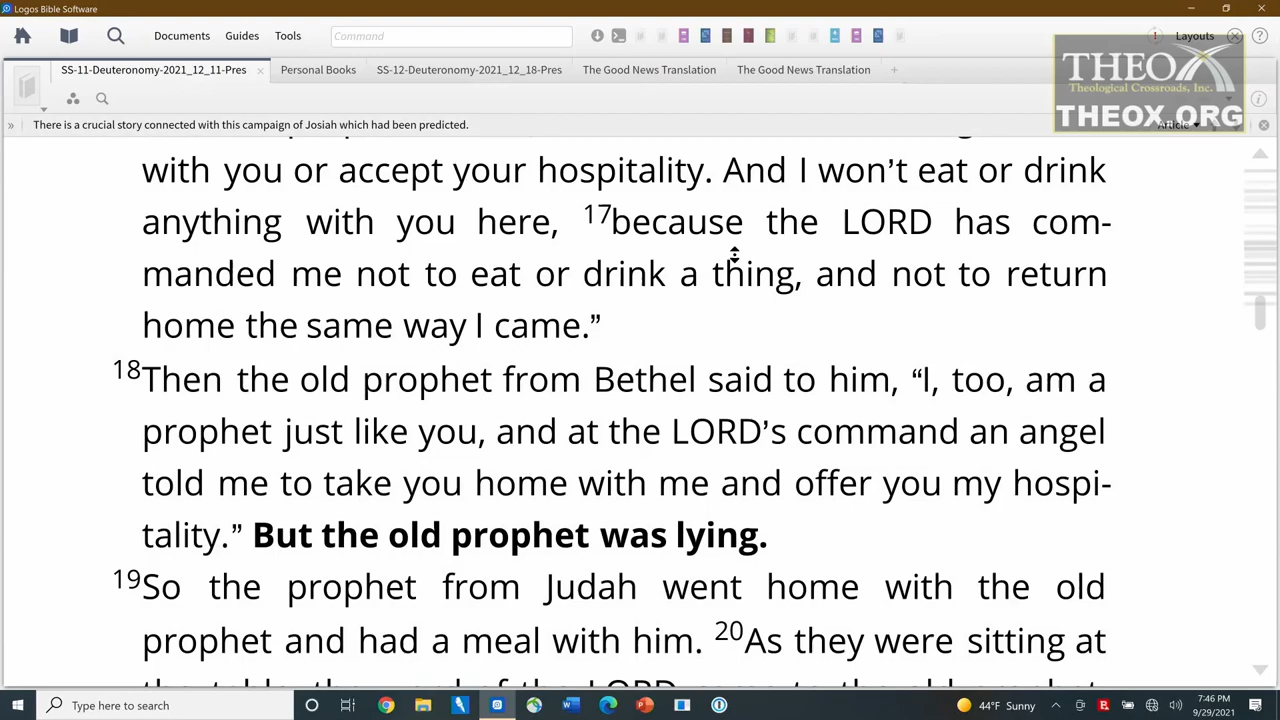 Logos Bible Software
Documents Guides Tools Command Layouts
SS-11-Deuteronomy-2021_12_11-Pres Personal Books SS-12-Deuteronomy-2021_12_18-Pres The Good News Translation The Good News Translation
THEOX
Theological Crossroads, Inc.
THEOX.ORG
There is a crucial story connected with this campaign of Josiah which had been predicted. Article
with you or accept your hospitality. And I won't eat or drink
anything with you here, 17because the LORD has com-
manded me not to eat or drink a thing, and not to return
home the same way I came.”
18Then the old prophet from Bethel said to him, “I, too, am a
prophet just like you, and at the LORD's command an angel
told me to take you home with me and offer you my hospi-
tality.” But the old prophet was lying.
19So the prophet from Judah went home with the old
prophet and had a meal with him. 20As they were sitting at
Type here to search
44°F Sunny
7:46 PM
9/29/2021